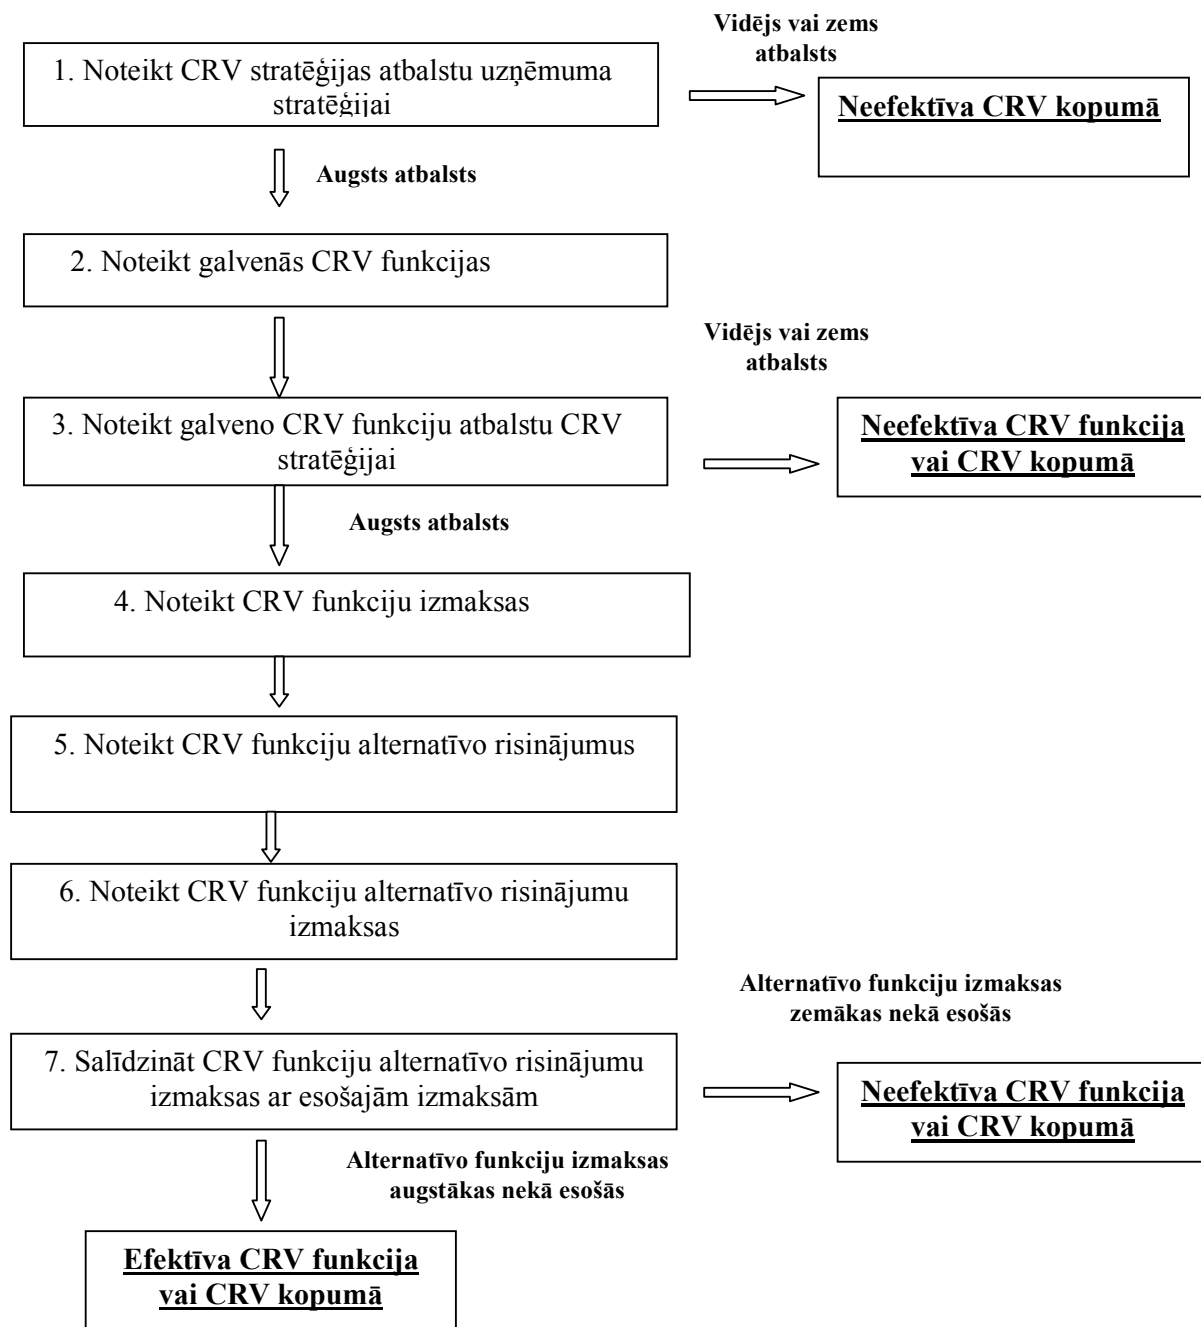 Vidējs vai zems
atbalsts
1. Noteikt CRV stratēģijas atbalstu uzņēmuma
stratēģijai
Neefektīva CRV kopumā
Augsts atbalsts
2. Noteikt galvenās CRV funkcijas
Vidējs vai zems
atbalsts
3. Noteikt galveno CRV funkciju atbalstu CRV
stratēģijai
Neefektīva CRV funkcija
vai CRV kopumā
Augsts atbalsts
4. Noteikt CRV funkciju izmaksas
5. Noteikt CRV funkciju alternatīvo risinājumus
6. Noteikt CRV funkciju alternatīvo risinājumu
izmaksas
Alternatīvo funkciju izmaksas
zemākas nekā esošās
7. Salīdzināt CRV funkciju alternatīvo risinājumu
izmaksas ar esošajām izmaksām
Neefektīva CRV funkcija
vai CRV kopumā
Alternatīvo funkciju izmaksas
augstākas nekā esošās
Efektīva CRV funkcija
vai CRV kopumā